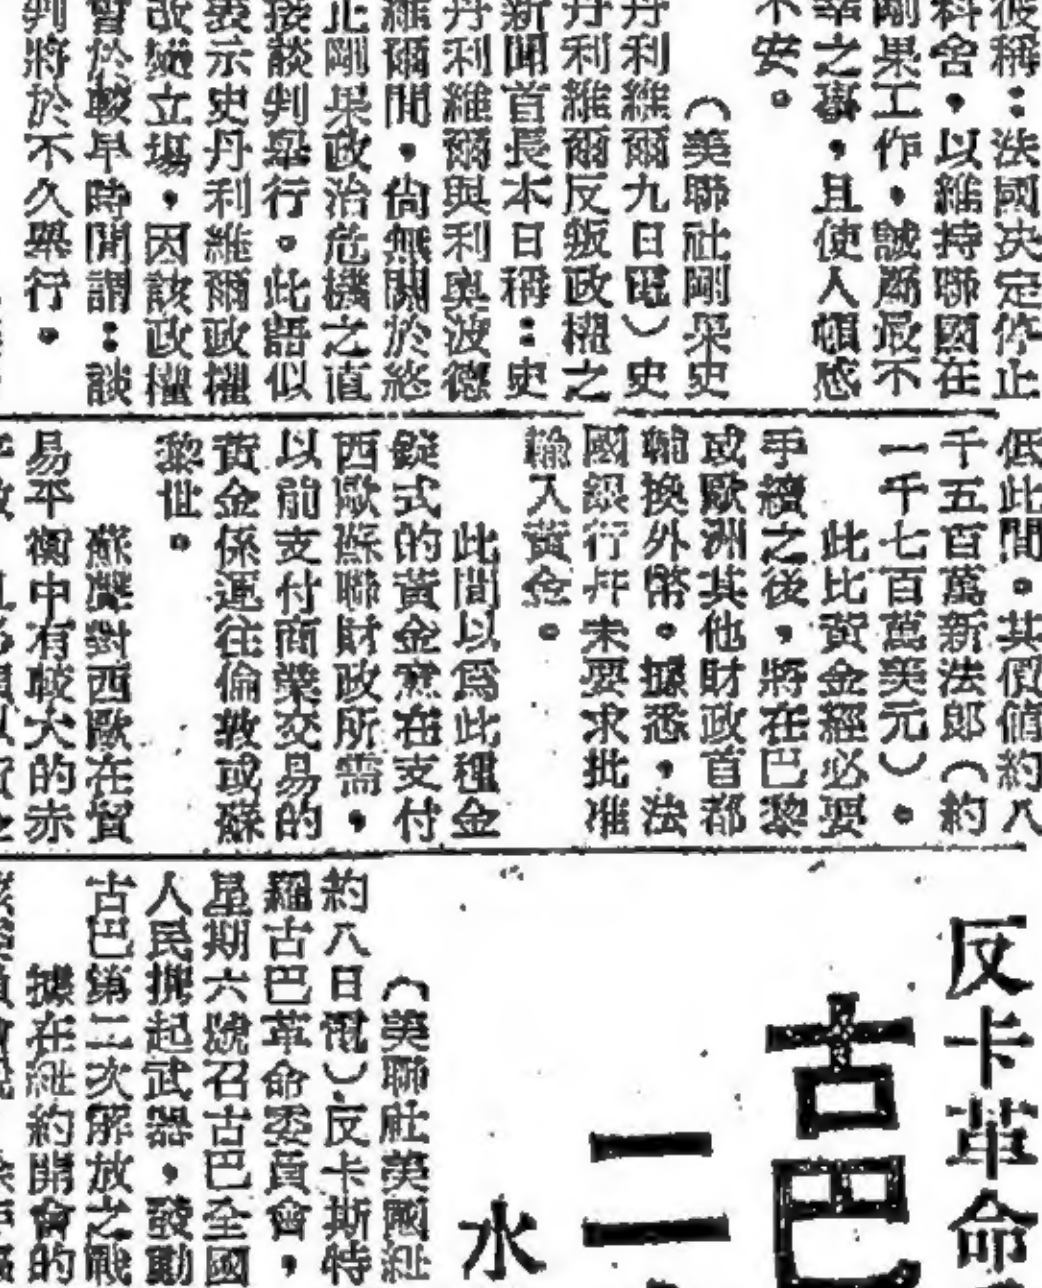 彼稱：法國決定停止
科舍，以維持聯國在
剛果工作，誠屬最不
幸之事，且使人頓感
不安。
（美聯社剛果史
丹利維爾九日電）史
丹利維爾反叛政權之
新聞首長本日稱：史
丹利維爾與利奧波德
維爾間，尙無關於終
止剛果政治危機之直
接談判舉行。此語似
表示史丹利維爾政權
改變立場，因該政權
曾於較早時間謂：談
判將於不久舉行。
低此間。其價值約八
千五百萬新法郎（約
一千七百萬美元）。
此比黃金經必要
手續之後，將在巴黎
或歐洲其他財政首都
輔換外幣。據悉，法
國銀行并未要求批准
輸入黃金。
此間以爲此種金
錠式的黃金意在支付
西歐蘇聯財政所需，
以前支付商業交易的
黃金係運往倫敦或蘇
黎世。
蘇聯對西歐在貿
易平衡中有較大的赤
反卡革命
古巴
二
水
（美聯社美國紐
約八日電）反卡斯特
羅古巴革命委員會，
星期六號召古巴全國
人民携起武器，發動
古巴第二次解放之戰
據在紐約開會的